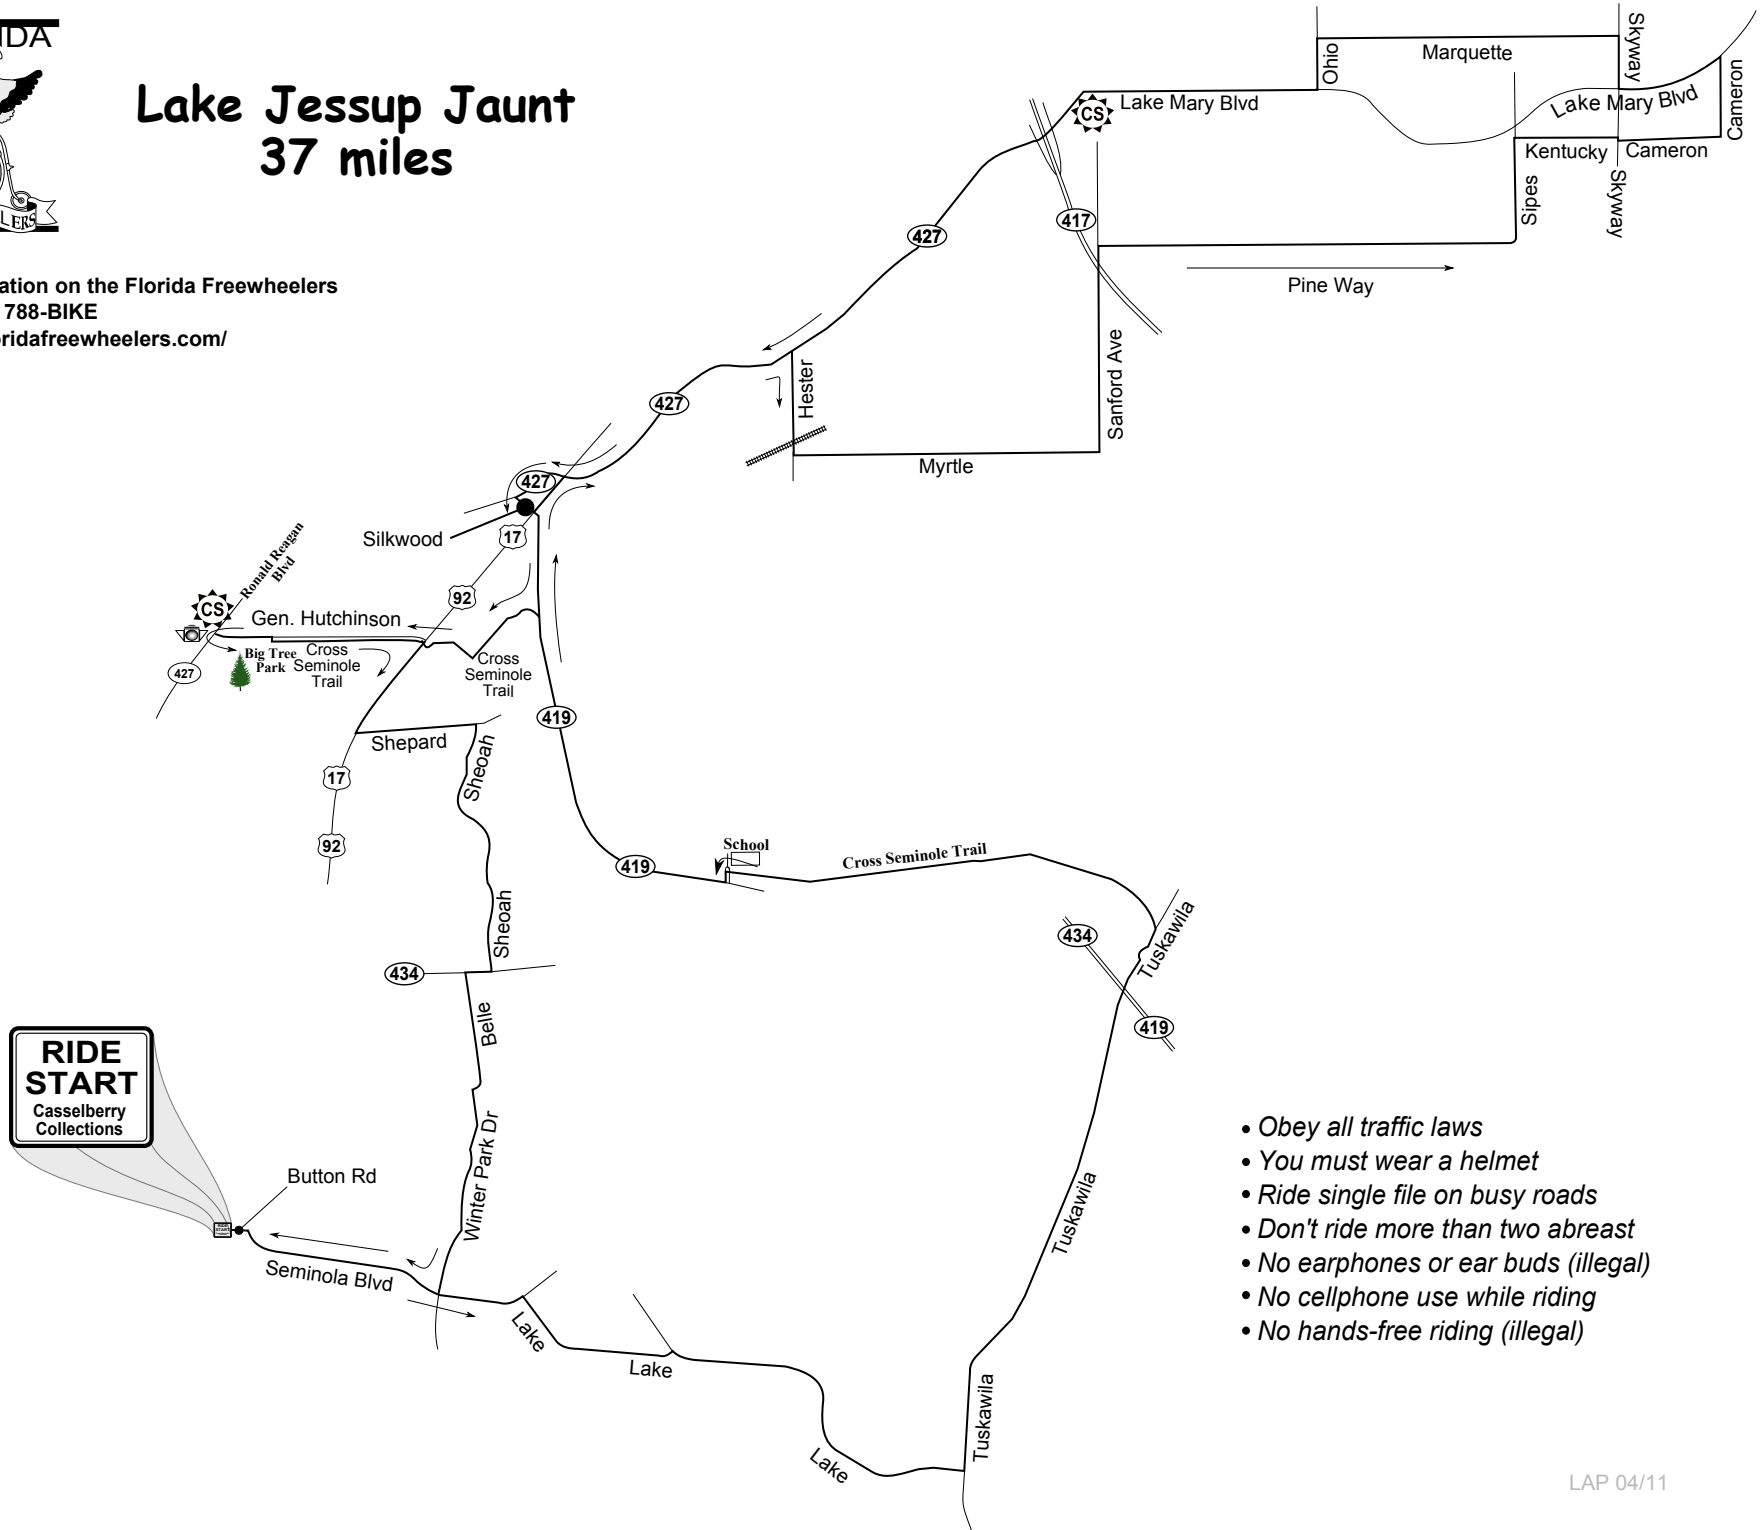 Lake Jessup Jaunt
37 miles
on the Florida Freewheelers
788-BIKE
LERS
Ohio
Marquette
Skyway
Lake Mary Blvd
Lake Mary Blvd
Cameron
CS
Kentucky
Cameron
Sipes
Skyway
417
427
Pine Way
Sanford Ave
Hester
427
Myrtle
427
Silkwood
17
92
Ronald Reagan
Blvd
CS
Gen. Hutchinson
Big Tree
Park
Cross
Seminole
Trail
427
Cross
Seminole
Trail
419
Shepard
Sheoah
17
92
School
419
Cross Seminole Trail
Sheoah
434
Tuskawila
434
419
Belle
RIDE
START
Casselberry
Collections
Button Rd
Winter Park Dr
Seminola Blvd
Lake
Lake
Lake
Tuskawila
Tuskawila
• Obey all traffic laws
• You must wear a helmet
• Ride single file on busy roads
• Don't ride more than two abreast
• No earphones or ear buds (illegal)
• No cellphone use while riding
• No hands-free riding (illegal)
LAP 04/11